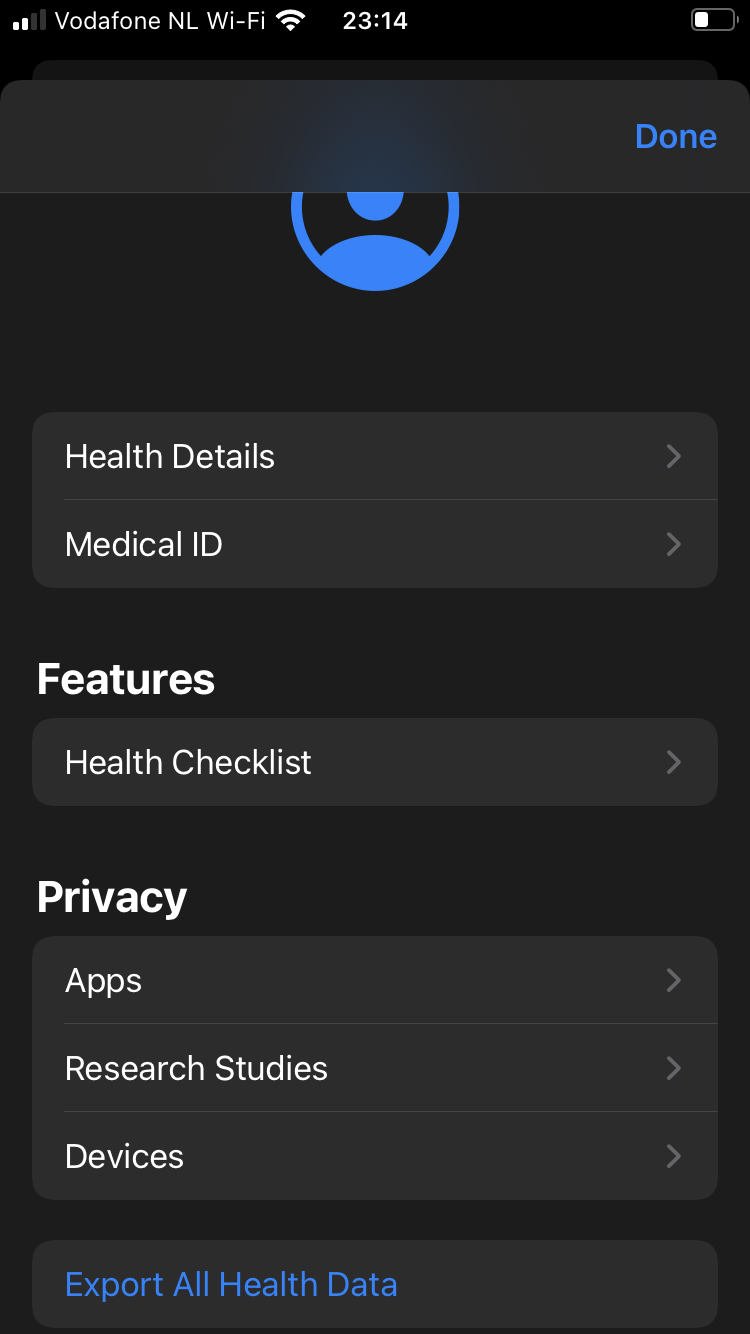 Vodafone NL Wi-Fi 23:14
Done
Health Details
Medical ID
Features
Health Checklist
Privacy
Apps
Research Studies
Devices
Export All Health Data